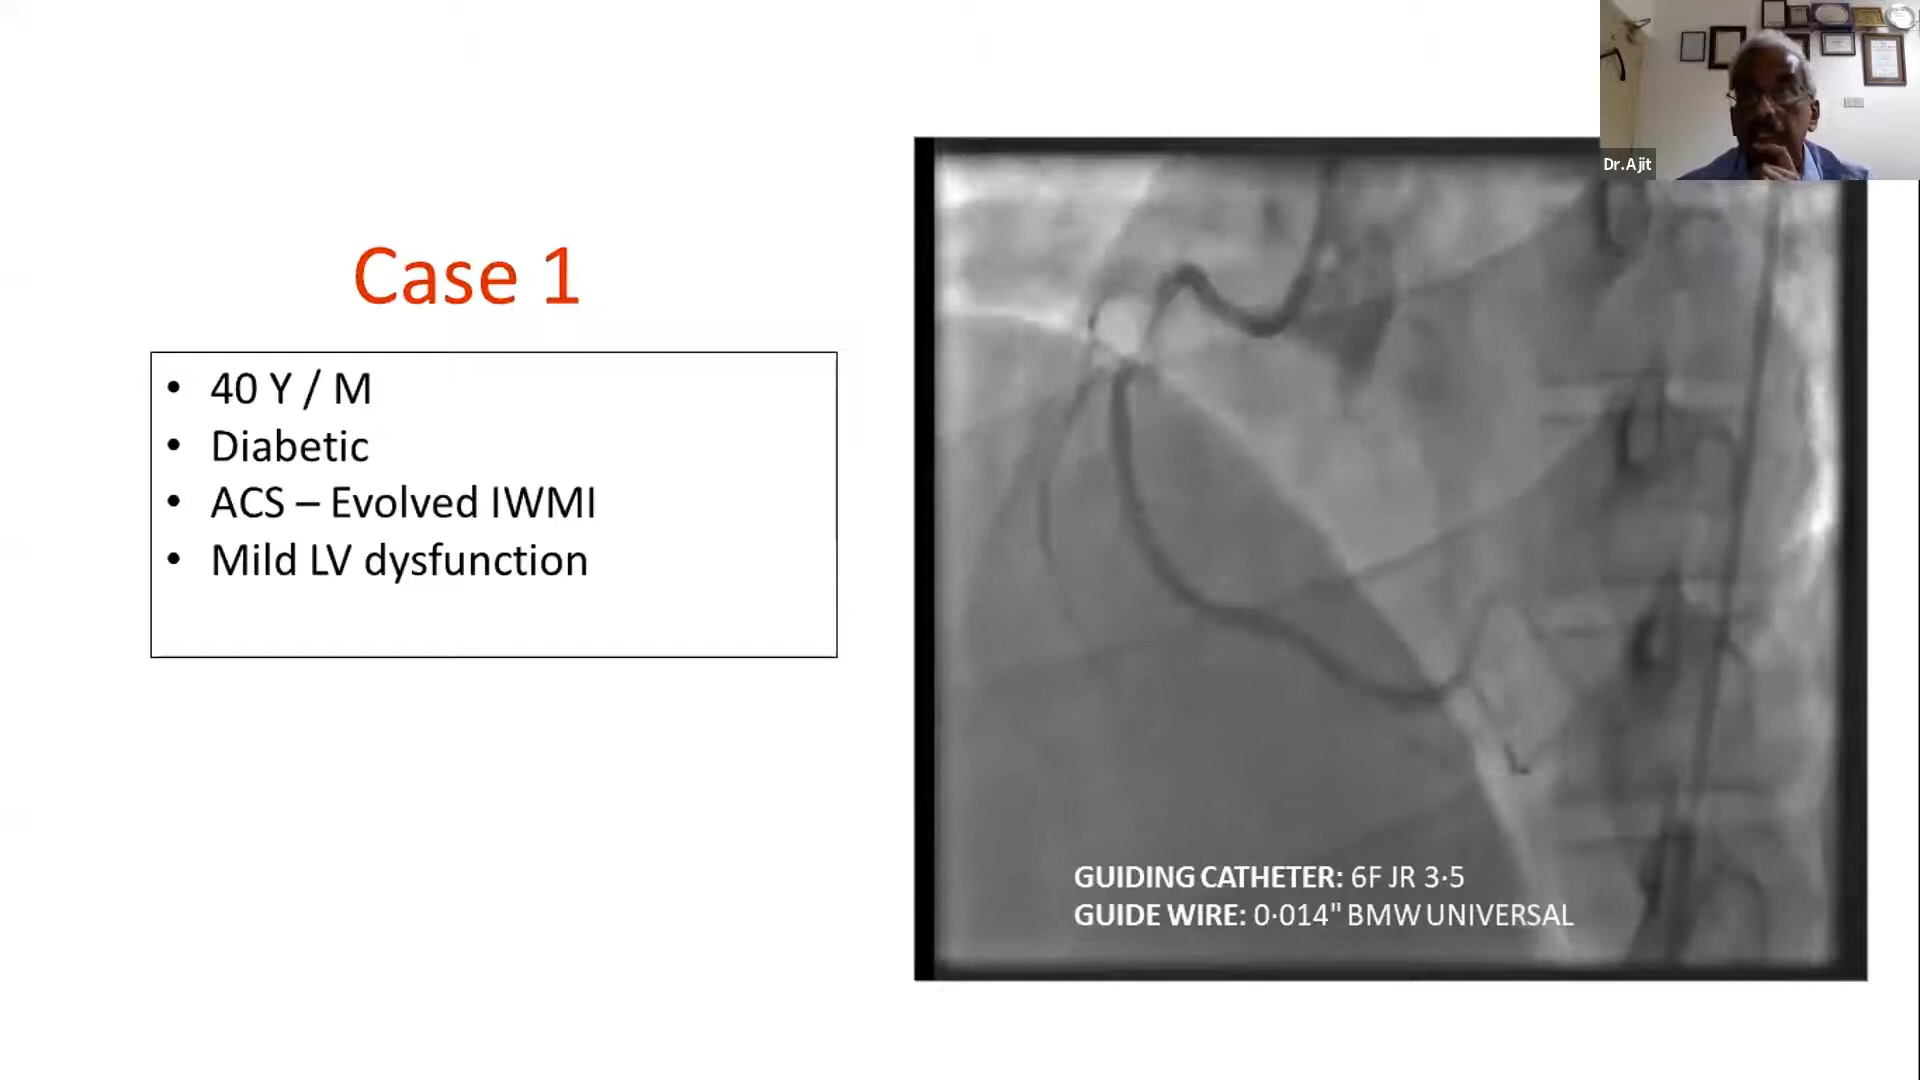 Case 1
• 40 Y / M
• Diabetic
• ACS – Evolved IWMI
• Mild LV dysfunction
GUIDING CATHETER: 6F JR 3·5
GUIDE WIRE: 0·014" BMW UNIVERSAL
Dr.Ajit